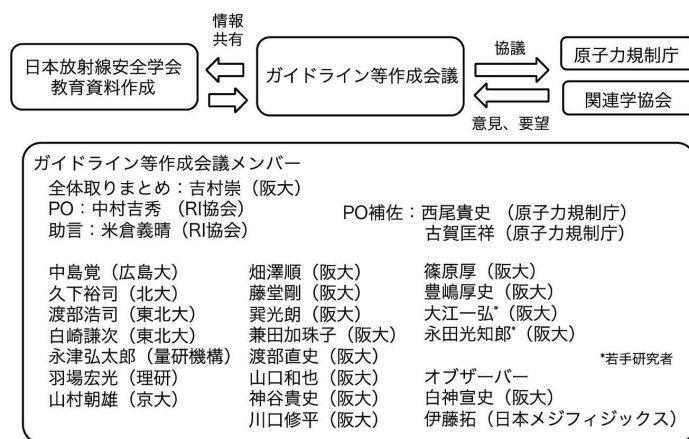 情報
共有
日本放射線安全学会
教育資料作成
ガイドライン等作成会議
協議
意見、要望
原子力規制庁
関連学協会
ガイドライン等作成会議メンバー
全体取りまとめ：吉村崇（阪大）
PO：中村吉秀 （RI協会）
助言：米倉義晴（RI協会）
PO補佐：西尾貴史 （原子力規制庁）
古賀匡祥 （原子力規制庁）
中島覚（広島大）
久下裕司（北大）
渡部浩司（東北大）
白崎謙次（東北大）
永津弘太郎（量研機構）
羽場宏光（理研）
山村朝雄（京大）
畑澤順（阪大）
藤堂剛（阪大）
巽光朗（阪大）
兼田加珠子（阪大）
渡部直史（阪大）
山口和也（阪大）
神谷貴史（阪大）
川口修平（阪大）
篠原厚（阪大）
豊嶋厚史（阪大）
大江一弘*（阪大）
永田光知郎*（阪大）
*若手研究者
オブザーバー
白神宣史（阪大）
伊藤拓（日本メジフィジックス）